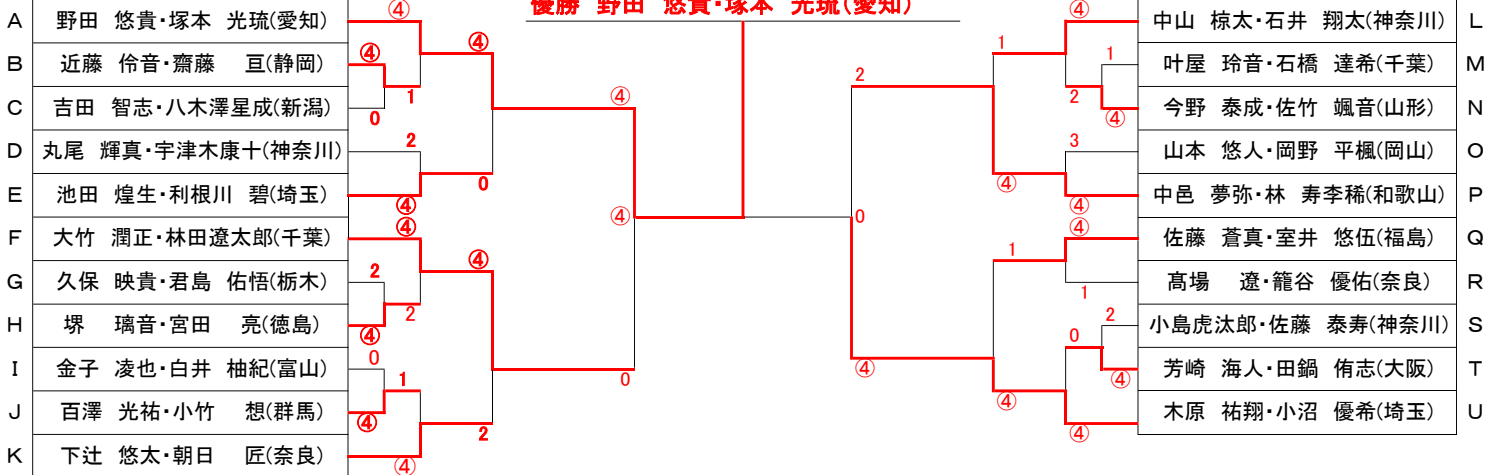 優勝 野田 悠貴・塚本 光琉(愛知)
A 野田 悠貴・塚本 光琉(愛知) ④
④
B 近藤 伶音・齋藤 亘(静岡) ④
1
C 吉田 智志・八木澤星成(新潟) 0
④
D 丸尾 輝真・宇津木康十(神奈川) 2
0
E 池田 煌生・利根川 碧(埼玉) ④
④
F 大竹 潤正・林田遼太郎(千葉) ④
④
G 久保 映貴・君島 佑悟(栃木) 2
2
H 堺 璃音・宮田 亮(徳島) ④
0
I 金子 凌也・白井 柚紀(富山) 0
1
J 百澤 光祐・小竹 想(群馬) ④
2
K 下辻 悠太・朝日 匠(奈良) ④
④ 中山 椋太・石井 翔太(神奈川) L
1
1 叶屋 玲音・石橋 達希(千葉) M
2
④ 今野 泰成・佐竹 颯音(山形) N
2
3 山本 悠人・岡野 平楓(岡山) O
④
④ 中邑 夢弥・林 寿李稀(和歌山) P
0
④ 佐藤 蒼真・室井 悠伍(福島) Q
1
1 髙場 遼・籠谷 優佑(奈良) R
④
2 小島虎汰郎・佐藤 泰寿(神奈川) S
0
④ 芳崎 海人・田鍋 侑志(大阪) T
④
④ 木原 祐翔・小沼 優希(埼玉) U